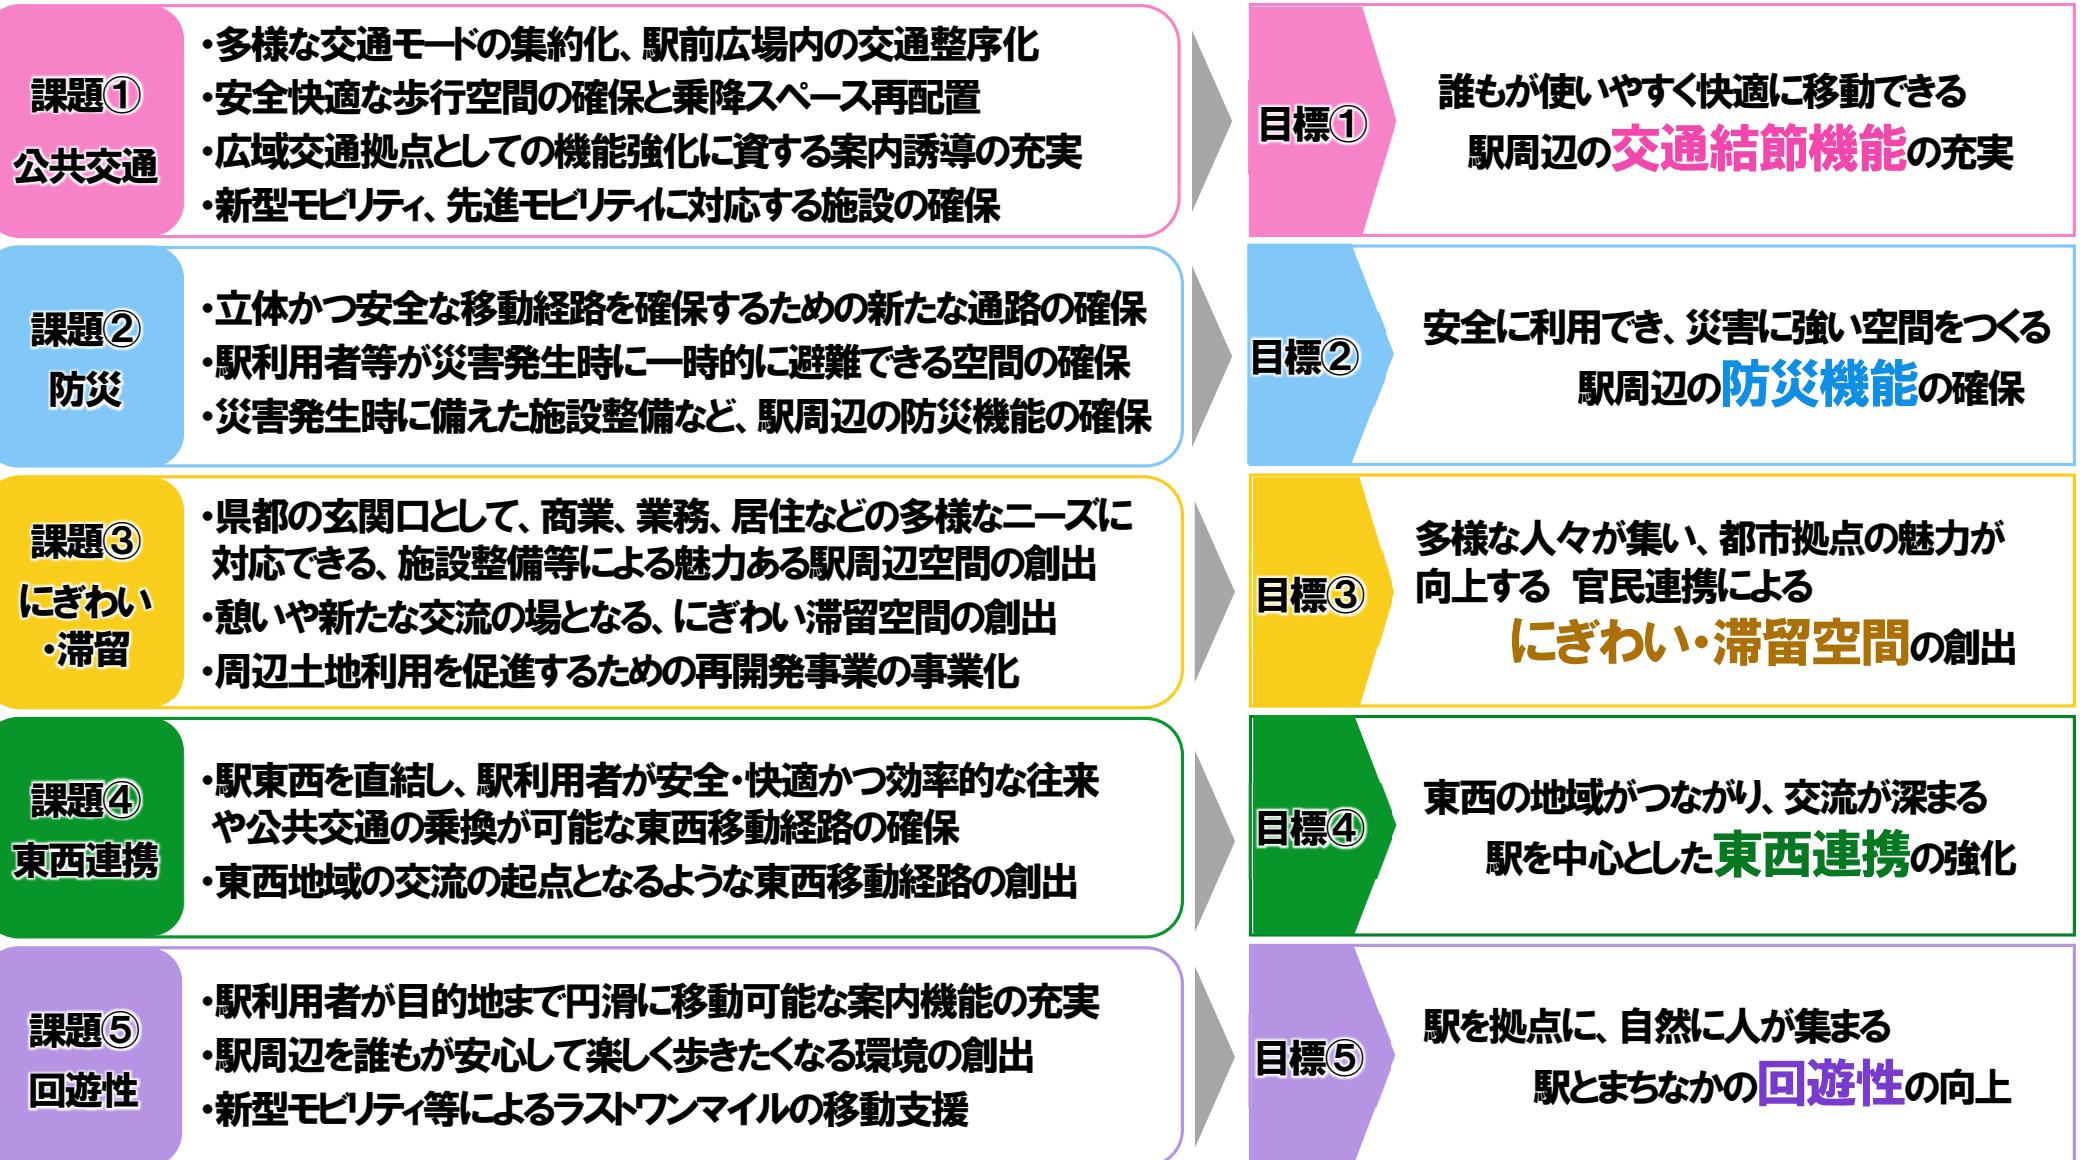 課題①
公共交通
・多様な交通モードの集約化、駅前広場内の交通整序化
・安全快適な歩行空間の確保と乗降スペース再配置
・広域交通拠点としての機能強化に資する案内誘導の充実
・新型モビリティ、先進モビリティに対応する施設の確保
目標①
誰もが使いやすく快適に移動できる
駅周辺の交通結節機能の充実
課題②
防災
・立体かつ安全な移動経路を確保するための新たな通路の確保
・駅利用者等が災害発生時に一時的に避難できる空間の確保
・災害発生時に備えた施設整備など、駅周辺の防災機能の確保
目標②
安全に利用でき、災害に強い空間をつくる
駅周辺の防災機能の確保
課題③
にぎわい
・滞留
・県都の玄関口として、商業、業務、居住などの多様なニーズに
対応できる、施設整備等による魅力ある駅周辺空間の創出
・憩いや新たな交流の場となる、にぎわい滞留空間の創出
・周辺土地利用を促進するための再開発事業の事業化
目標③
多様な人々が集い、都市拠点の魅力が
向上する　官民連携による
にぎわい・滞留空間の創出
課題④
東西連携
・駅東西を直結し、駅利用者が安全・快適かつ効率的な往来
や公共交通の乗換が可能な東西移動経路の確保
・東西地域の交流の起点となるような東西移動経路の創出
目標④
東西の地域がつながり、交流が深まる
駅を中心とした東西連携の強化
課題⑤
回遊性
・駅利用者が目的地まで円滑に移動可能な案内機能の充実
・駅周辺を誰もが安心して楽しく歩きたくなる環境の創出
・新型モビリティ等によるラストワンマイルの移動支援
目標⑤
駅を拠点に、自然に人が集まる
駅とまちなかの回遊性の向上